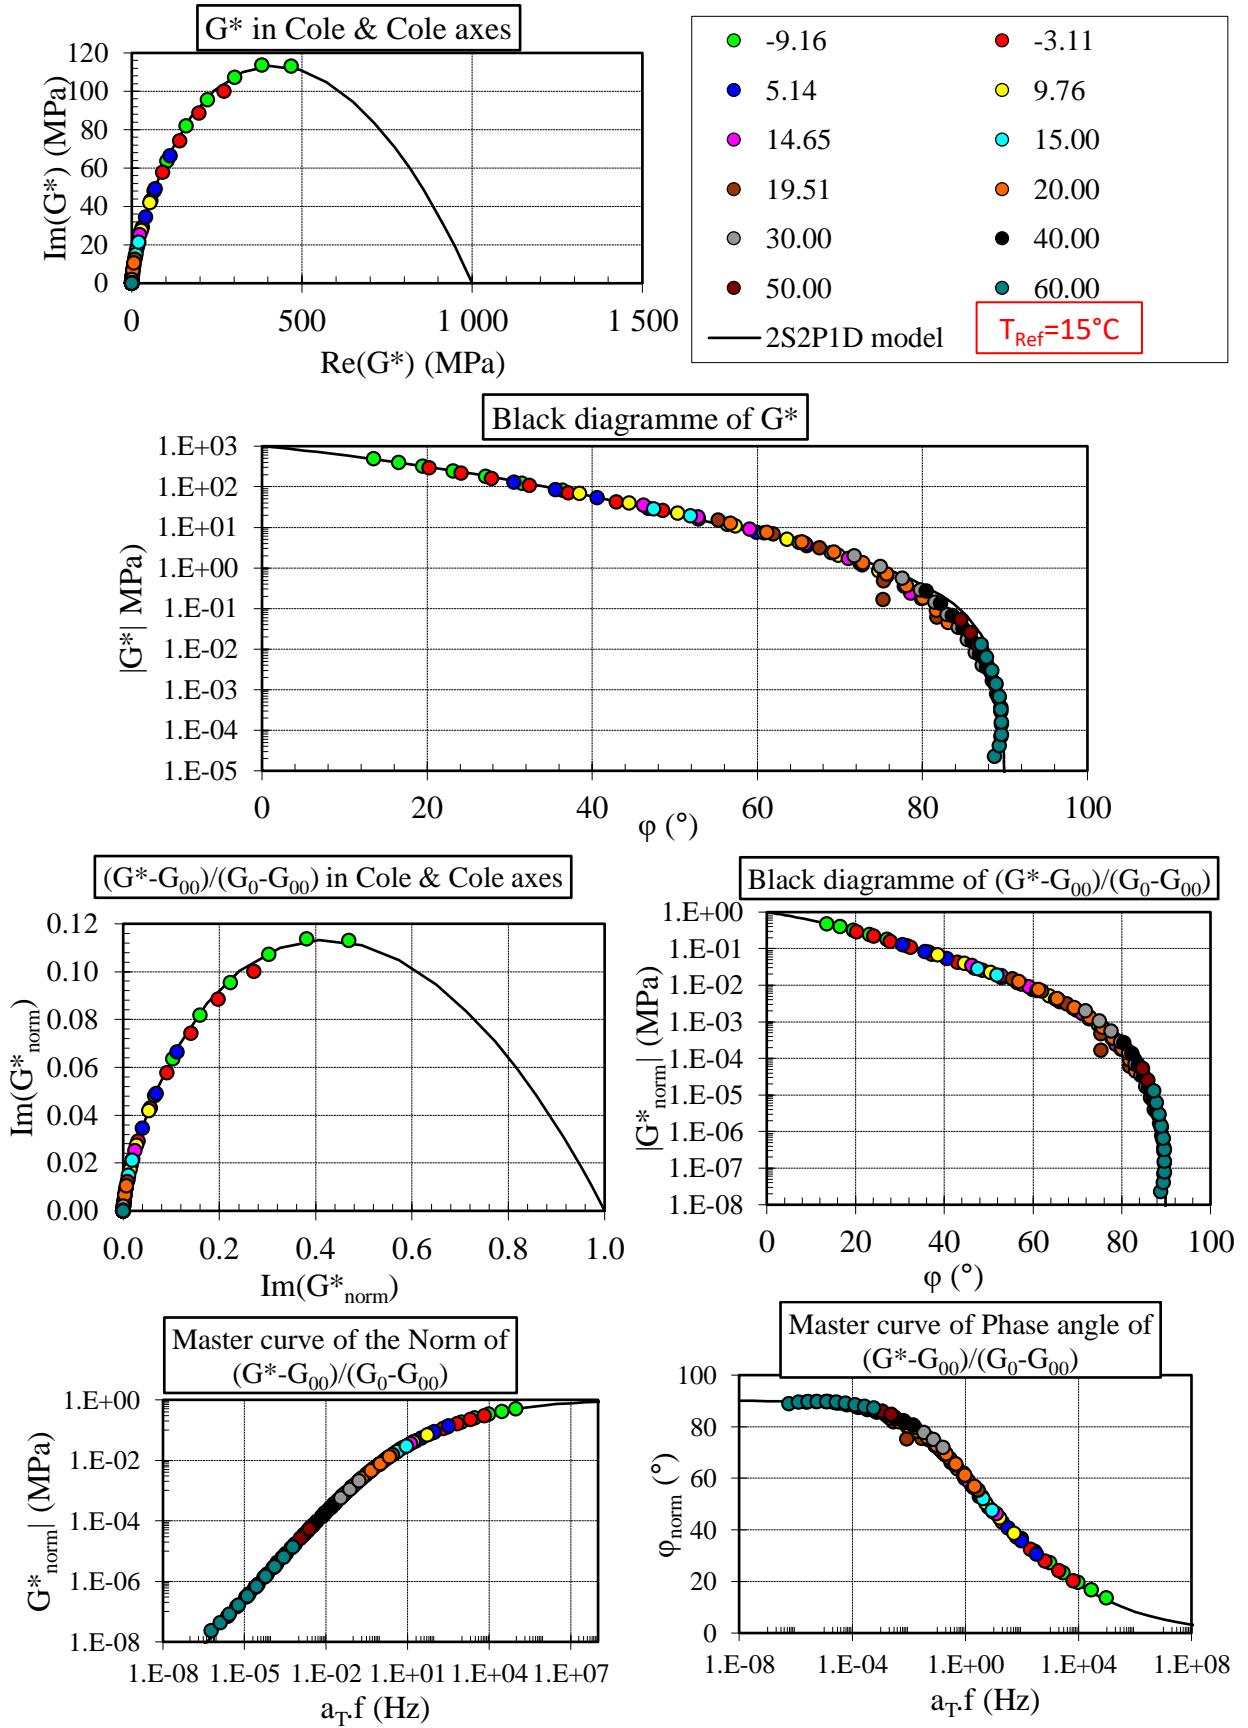 G* in Cole & Cole axes
120
100
80
60
40
20
0
Im(G*) (MPa)
0 500 1 000 1 500
Re(G*) (MPa)
-9.16 -3.11
5.14 9.76
14.65 15.00
19.51 20.00
30.00 40.00
50.00 60.00
2S2P1D model
T_Ref=15°C
Black diagramme of G*
1.E+03
1.E+02
1.E+01
1.E+00
1.E-01
1.E-02
1.E-03
1.E-04
1.E-05
|G*| MPa
0 20 40 60 80 100
φ (°)
(G*-G00)/(G0-G00) in Cole & Cole axes
0.12
0.10
0.08
0.06
0.04
0.02
0.00
Im(G*norm)
0.0 0.2 0.4 0.6 0.8 1.0
Im(G*norm)
Black diagramme of (G*-G00)/(G0-G00)
1.E+00
1.E-01
1.E-02
1.E-03
1.E-04
1.E-05
1.E-06
1.E-07
1.E-08
|G*norm| (MPa)
0 20 40 60 80 100
φ (°)
Master curve of the Norm of
(G*-G00)/(G0-G00)
1.E+00
1.E-02
1.E-04
1.E-06
1.E-08
G*norm| (MPa)
1.E-08 1.E-05 1.E-02 1.E+01 1.E+04 1.E+07
aT.f (Hz)
Master curve of Phase angle of
(G*-G00)/(G0-G00)
100
80
60
40
20
0
φnorm (°)
1.E-08 1.E-04 1.E+00 1.E+04 1.E+08
aT.f (Hz)